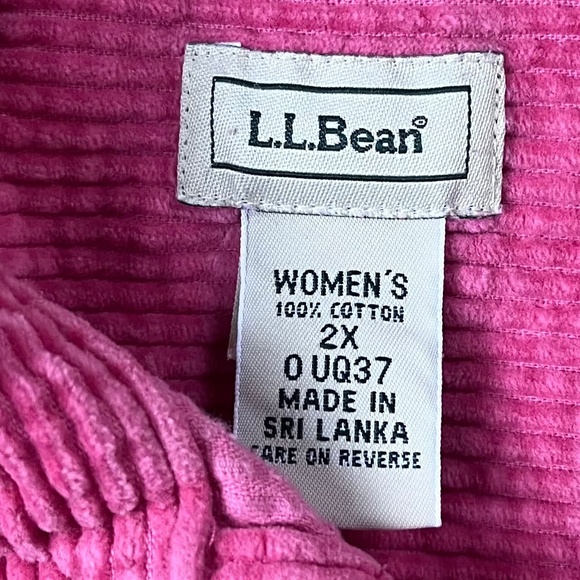 L.L.Bean®
WOMEN'S
100% COTTON
2X
0 UQ37
MADE IN
SRI LANKA
CARE ON REVERSE